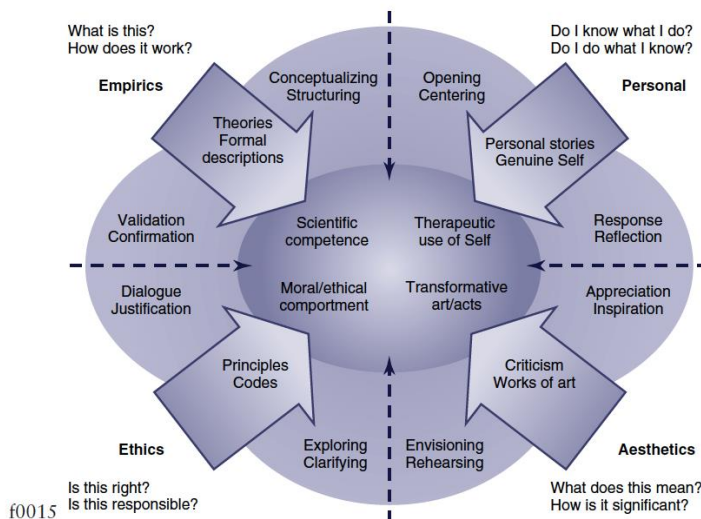 What is this?
How does it work?
Do I know what I do?
Do I do what I know?
Empirics
Conceptualizing
Structuring
Opening
Centering
Personal
Theories
Formal
descriptions
Personal stories
Genuine Self
Validation
Confirmation
Scientific
competence
Therapeutic
use of Self
Response
Reflection
Dialogue
Justification
Moral/ethical
comportment
Transformative
art/acts
Appreciation
Inspiration
Principles
Codes
Criticism
Works of art
Ethics
Exploring
Clarifying
Envisioning
Rehearsing
Aesthetics
Is this right?
Is this responsible?
What does this mean?
How is it significant?
f0015